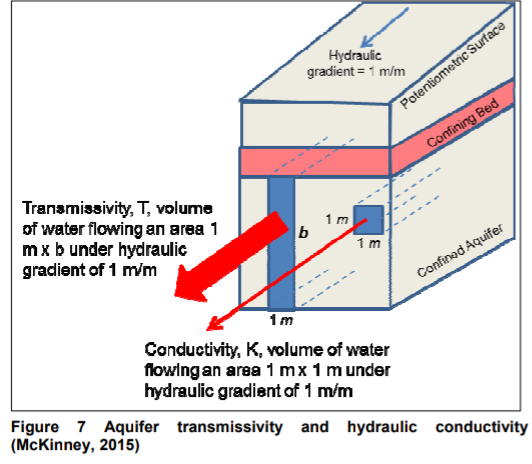 Hydraulic
gradient = 1 m/m
Potentiometric Surface
Confining Bed
Transmissivity, T, volume
of water flowing an area 1
m x b under hydraulic
gradient of 1 m/m
b
1 m
1 m
Confined Aquifer
1 m
Conductivity, K, volume of water
flowing an area 1 m x 1 m under
hydraulic gradient of 1 m/m
Figure 7 Aquifer transmissivity and hydraulic conductivity
(McKinney, 2015)